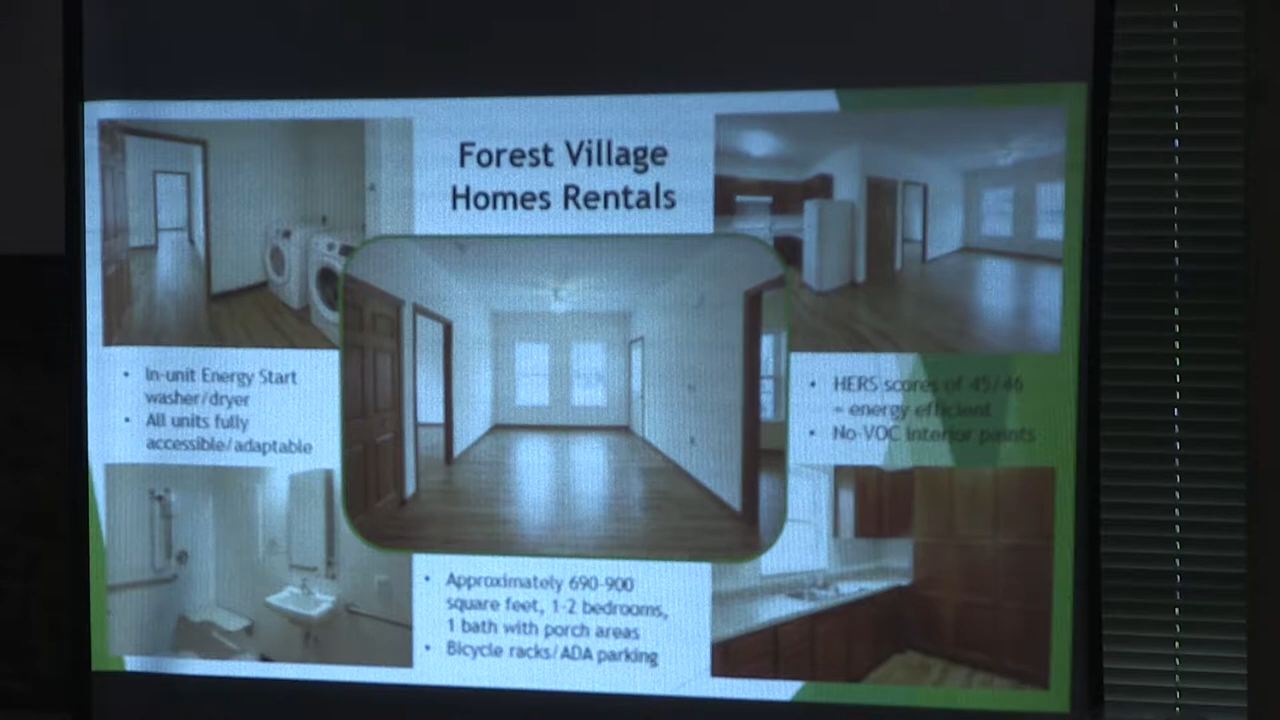 Forest Village
Homes Rentals
• In-unit Energy Start
washer/dryer
• All units fully
accessible/adaptable
• HERS scores of 45/46
= energy efficient
• No-VOC interior paints
• Approximately 690-900
square feet, 1-2 bedrooms,
1 bath with porch areas
• Bicycle racks/ADA parking